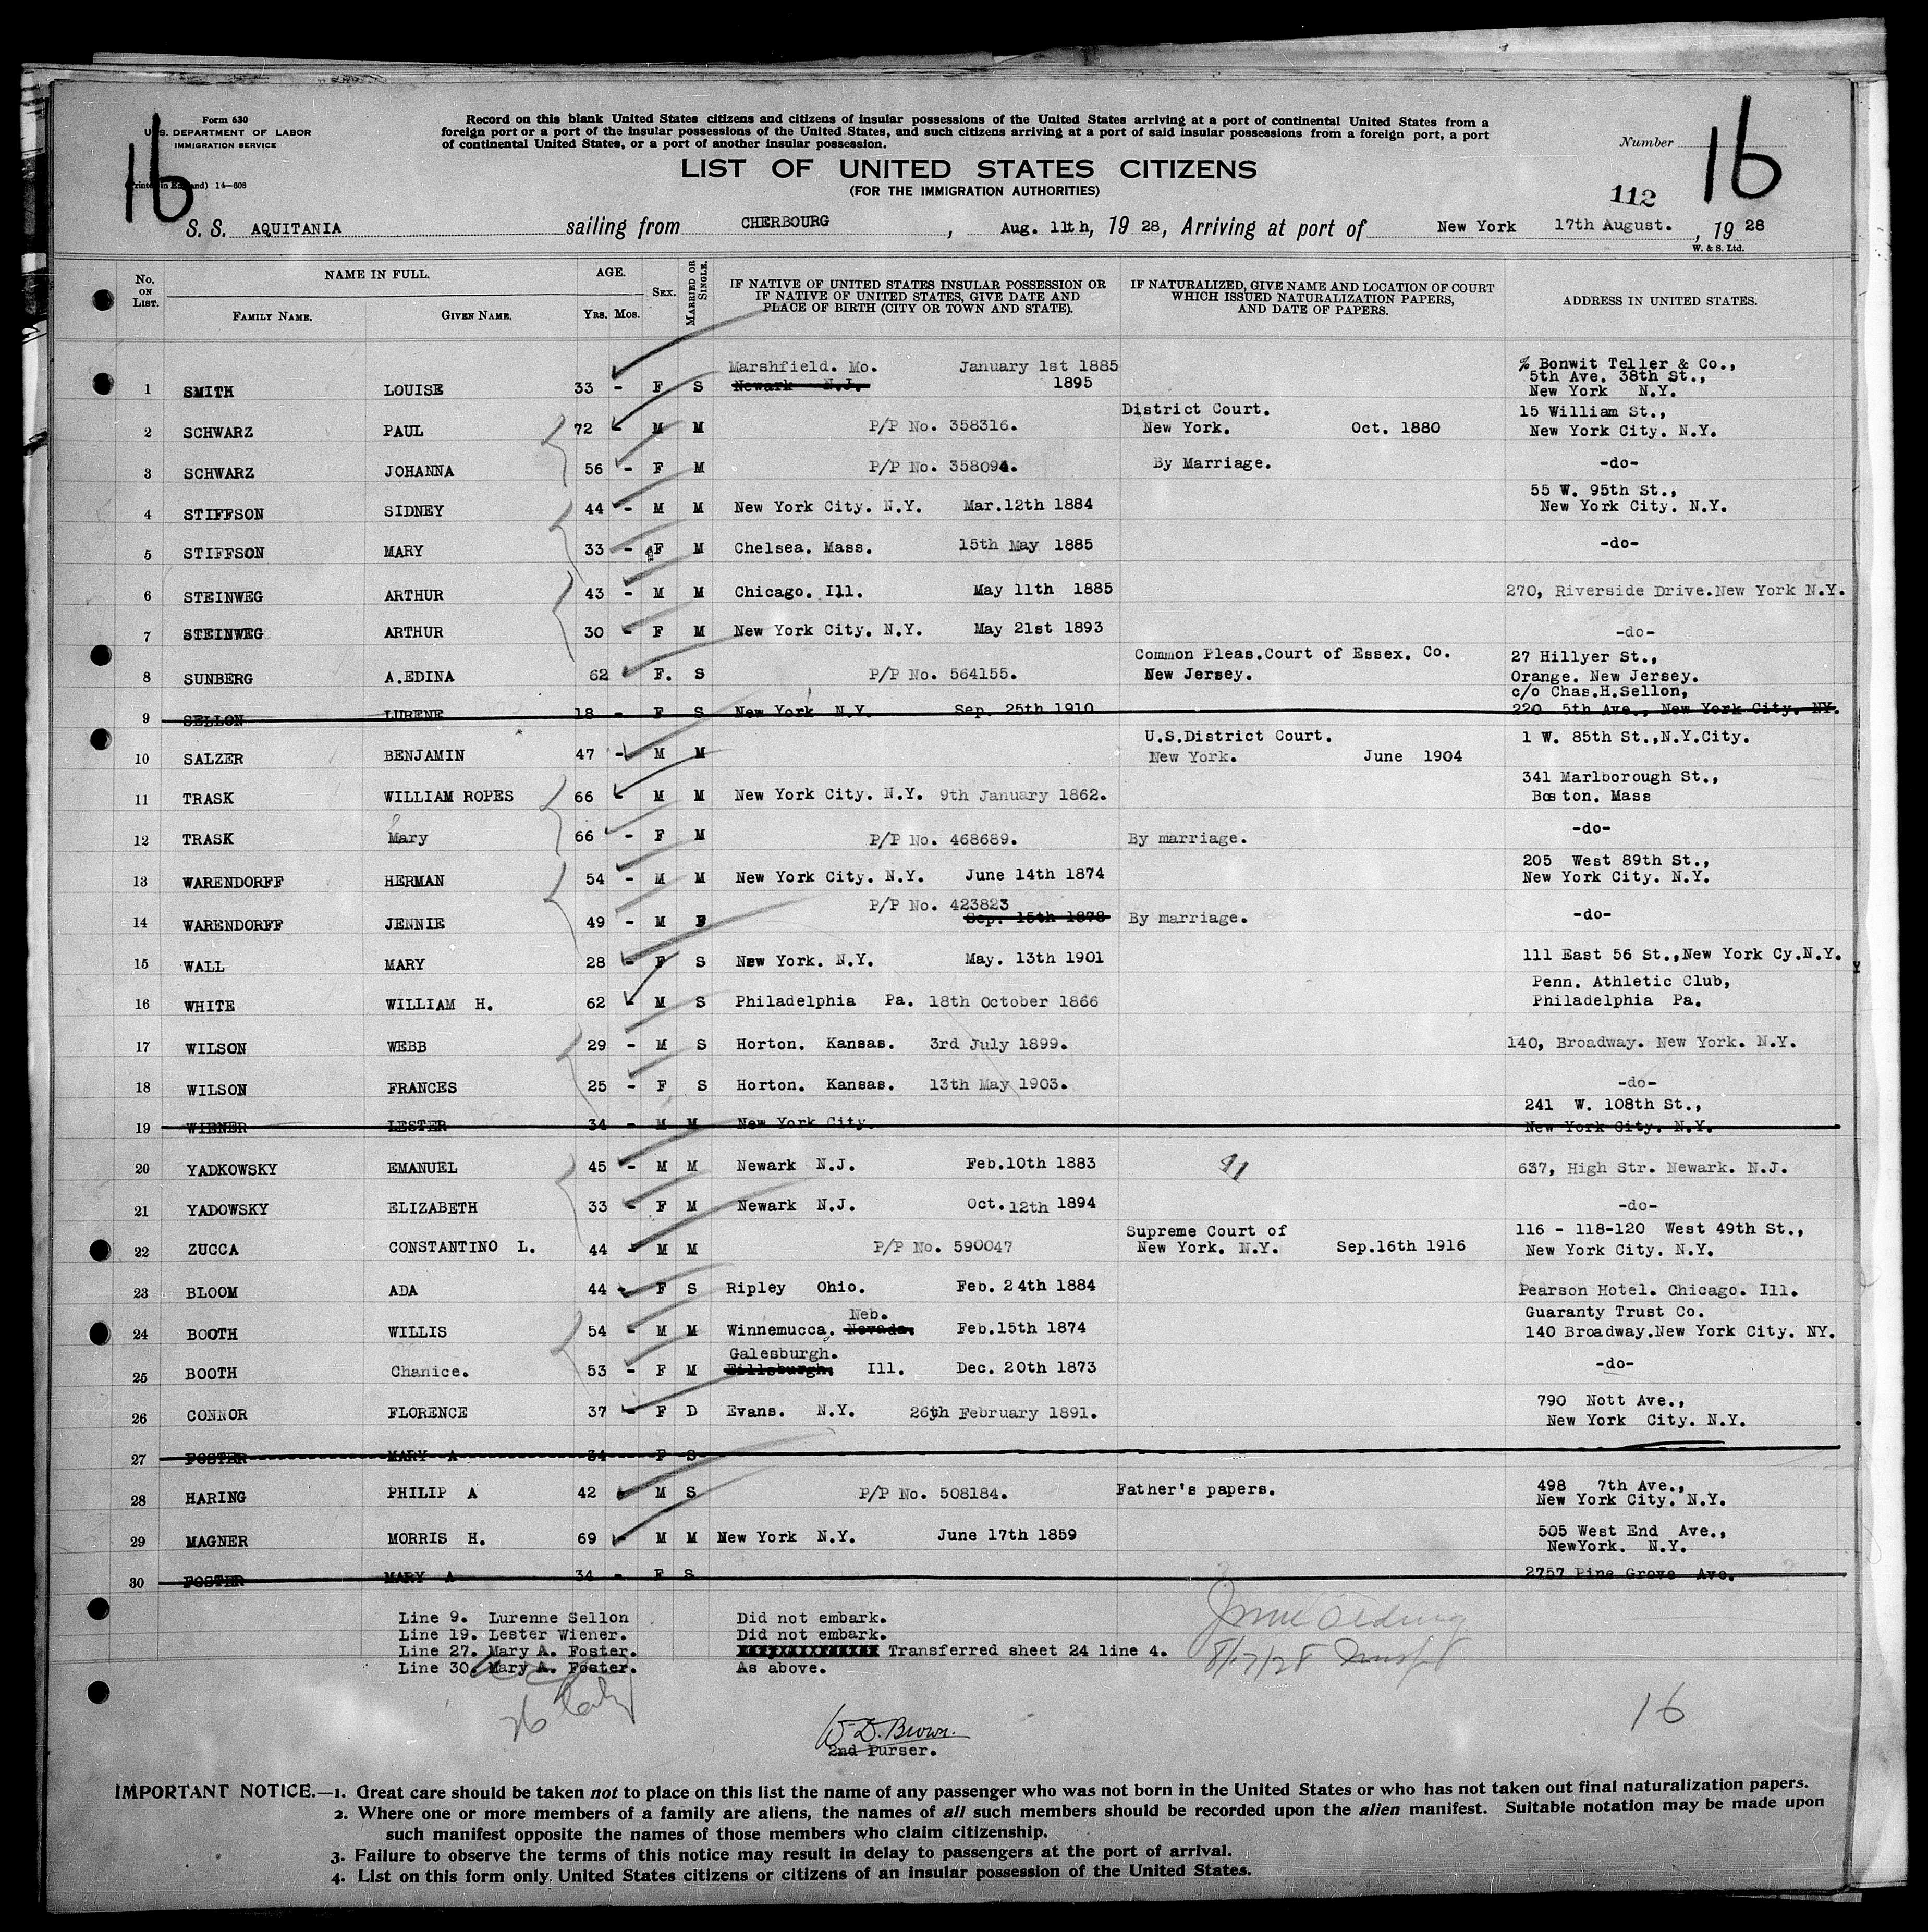 Form 630
U.S. DEPARTMENT OF LABOR
IMMIGRATION SERVICE
(Printed in England) 14—608
16
Record on this blank United States citizens and citizens of insular possessions of the United States arriving at a port of continental United States from a
foreign port or a port of the insular possessions of the United States, and such citizens arriving at a port of said insular possessions from a foreign port, a port
of continental United States, or a port of another insular possession.
Number 16
LIST OF UNITED STATES CITIZENS
(FOR THE IMMIGRATION AUTHORITIES)
112
S. S. AQUITANIA sailing from CHERBOURG, Aug. 11th, 1928, Arriving at port of New York 17th August., 1928
W. & S. Ltd.
No. ON LIST. NAME IN FULL. AGE. SEX. MARRIED OR SINGLE. IF NATIVE OF UNITED STATES INSULAR POSSESSION OR IF NATIVE OF UNITED STATES, GIVE DATE AND PLACE OF BIRTH (CITY OR TOWN AND STATE). IF NATURALIZED, GIVE NAME AND LOCATION OF COURT WHICH ISSUED NATURALIZATION PAPERS, AND DATE OF PAPERS. ADDRESS IN UNITED STATES.
FAMILY NAME. GIVEN NAME. Yrs. Mos.
Marshfield. Mo. January 1st 1885 % Bonwit Teller & Co.,
5th Ave. 38th St.,
1 SMITH LOUISE 33 - F S Newark N.J. 1895 New York N.Y.
District Court. 15 William St.,
2 SCHWARZ PAUL 72 - M M P/P No. 358316. New York. Oct. 1880 New York City. N.Y.
3 SCHWARZ JOHANNA 56 - F M P/P No. 358094. By Marriage. -do-
55 W. 95th St.,
4 STIFFSON SIDNEY 44 - M M New York City. N.Y. Mar.12th 1884 New York City. N.Y.
5 STIFFSON MARY 33 - F M Chelsea. Mass. 15th May 1885 -do-
6 STEINWEG ARTHUR 43 - M M Chicago. Ill. May 11th 1885 270, Riverside Drive.New York N.Y.
7 STEINWEG ARTHUR 30 - F M New York City. N.Y. May 21st 1893 -do-
Common Pleas.Court of Essex. Co. 27 Hillyer St.,
8 SUNBERG A.EDINA 62 F. S P/P No. 564155. New Jersey. Orange. New Jersey.
c/o Chas.H.Sellon,
9 SELLON LURENE 18 - F S New York N.Y. Sep. 25th 1910 220 5th Ave., New York City. NY.
U.S.District Court. 1 W. 85th St.,N.Y.City.
10 SALZER BENJAMIN 47 - M M New York. June 1904
341 Marlborough St.,
11 TRASK WILLIAM ROPES 66 M M New York City. N.Y. 9th January 1862. Boston. Mass
12 TRASK Mary 66 - F M P/P No. 468689. By marriage. -do-
205 West 89th St.,
13 WARENDORFF HERMAN 54 - M M New York City. N.Y. June 14th 1874 New York City. N.Y.
P/P No. 423823
14 WARENDORFF JENNIE 49 - M F Sep. 15th 1878 By marriage. -do-
15 WALL MARY 28 - F S New York. N.Y. May. 13th 1901 111 East 56 St.,New York Cy.N.Y.
Penn. Athletic Club,
16 WHITE WILLIAM H. 62 - M S Philadelphia Pa. 18th October 1866 Philadelphia Pa.
17 WILSON WEBB 29 - M S Horton. Kansas. 3rd July 1899. 140, Broadway. New York. N.Y.
18 WILSON FRANCES 25 - F S Horton. Kansas. 13th May 1903. -do-
241 W. 108th St.,
19 WIENER LESTER 34 - M M New York City. New York City. N.Y.
20 YADKOWSKY EMANUEL 45 - M M Newark N.J. Feb.10th 1883 637, High Str. Newark. N.J.
21 YADOWSKY ELIZABETH 33 - F M Newark N.J. Oct.12th 1894 -do-
Supreme Court of 116 - 118-120 West 49th St.,
22 ZUCCA CONSTANTINO L. 44 - M M P/P No. 590047 New York. N.Y. Sep.16th 1916 New York City. N.Y.
23 BLOOM ADA 44 - F S Ripley Ohio. Feb. 24th 1884 Pearson Hotel. Chicago. Ill.
Neb. Guaranty Trust Co.
24 BOOTH WILLIS 54 - M M Winnemucca. Nevada. Feb.15th 1874 140 Broadway.New York City. NY.
Galesburgh.
25 BOOTH Chanice. 53 - F M Ill. Dec. 20th 1873 -do-
790 Nott Ave.,
26 CONNOR FLORENCE 37 - F D Evans. N.Y. 26th February 1891. New York City. N.Y.
27 FOSTER MARY A 34 - F S
498 7th Ave.,
28 HARING PHILIP A 42 - M S P/P No. 508184. Father's papers. New York City. N.Y.
505 West End Ave.,
29 MAGNER MORRIS H. 69 - M M New York N.Y. June 17th 1859 NewYork. N.Y.
30 FOSTER MARY A 34 - F S 2757 Pine Grove Ave.
Line 9. Lurenne Sellon Did not embark.
Line 19. Lester Wiener. Did not embark.
Line 27. Mary A. Foster. Transferred sheet 24 line 4.
Line 30. Mary A. Foster. As above.
8/17/28
26
16
W. D. Brown.
2nd Purser.
IMPORTANT NOTICE.—1. Great care should be taken not to place on this list the name of any passenger who was not born in the United States or who has not taken out final naturalization papers.
2. Where one or more members of a family are aliens, the names of all such members should be recorded upon the alien manifest. Suitable notation may be made upon
such manifest opposite the names of those members who claim citizenship.
3. Failure to observe the terms of this notice may result in delay to passengers at the port of arrival.
4. List on this form only United States citizens or citizens of an insular possession of the United States.